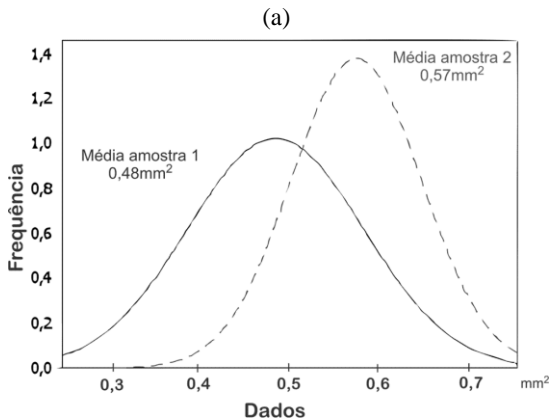 (a)
1,4
1,2
1,0
0,8
0,6
0,4
0,2
0,0
Frequência
Média amostra 1
0,48mm²
Média amostra 2
0,57mm²
0,3 0,4 0,5 0,6 0,7 mm²
Dados